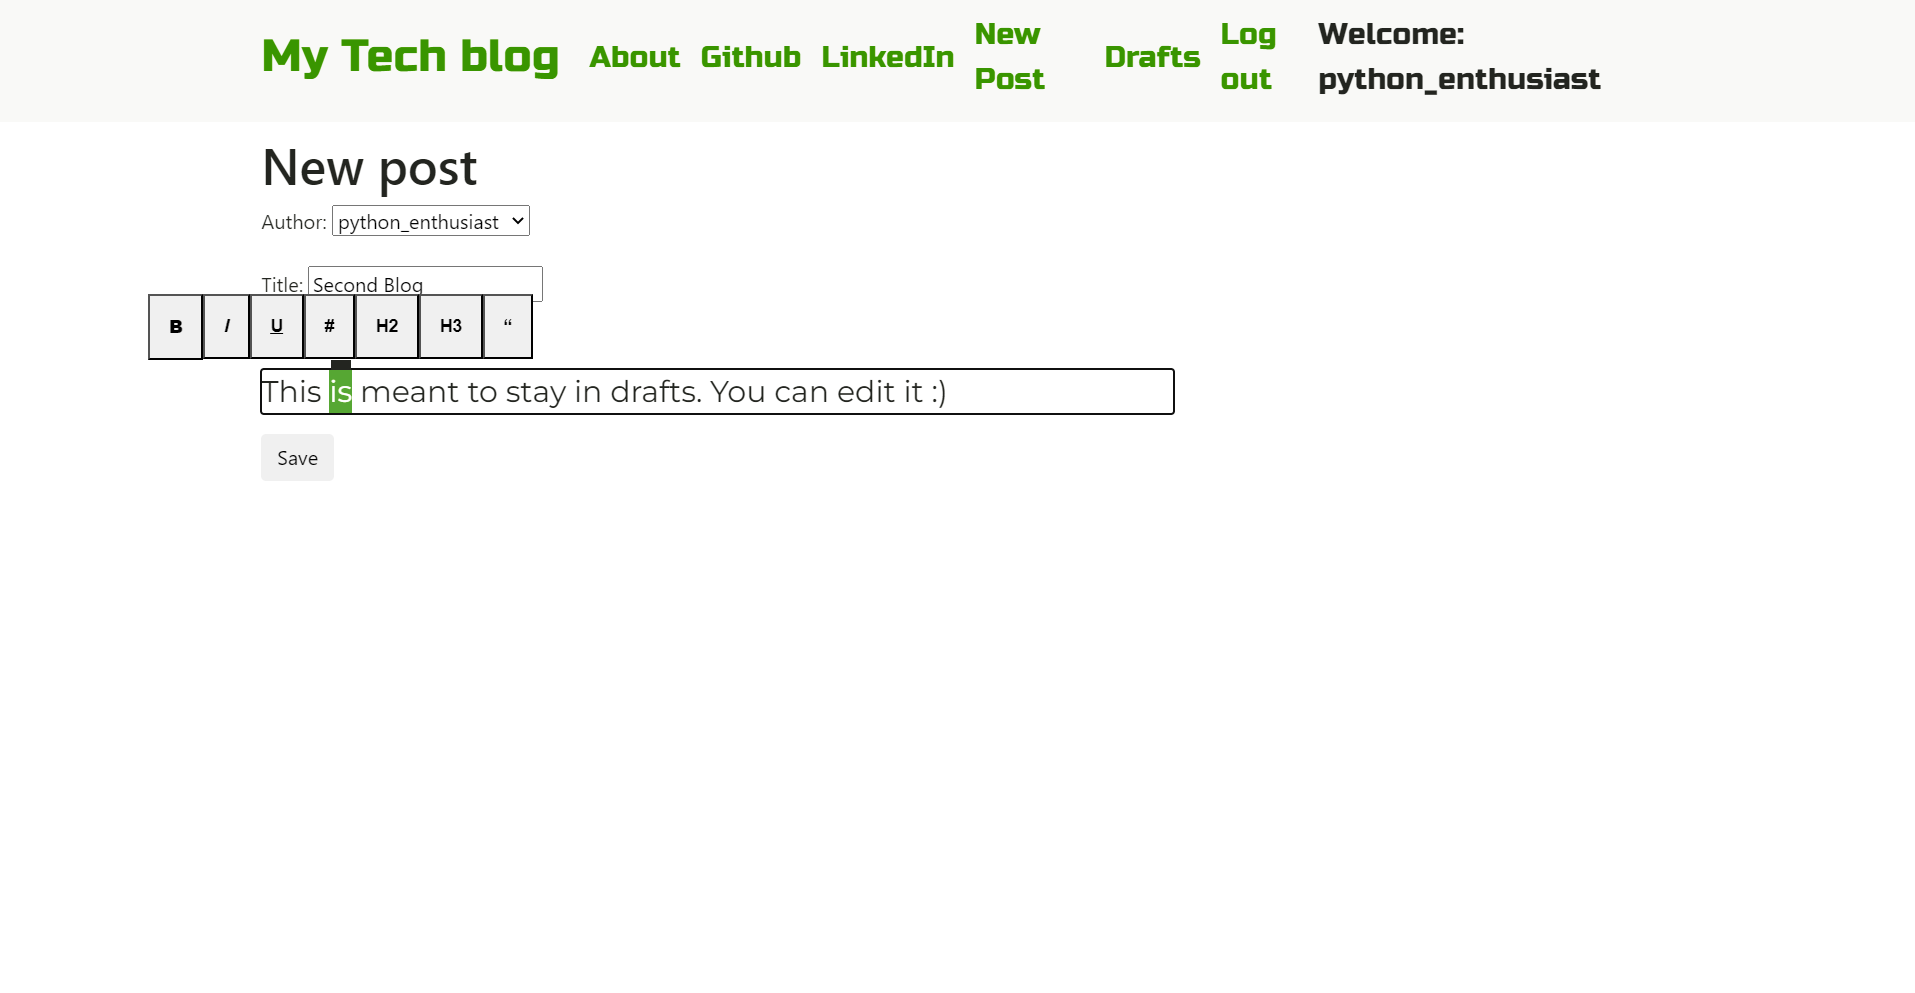 My Tech blog About Github LinkedIn New Post Drafts Log out Welcome: python_enthusiast
New post
Author: python_enthusiast
Title: Second Blog
B I U # H2 H3 “
This is meant to stay in drafts. You can edit it :)
Save